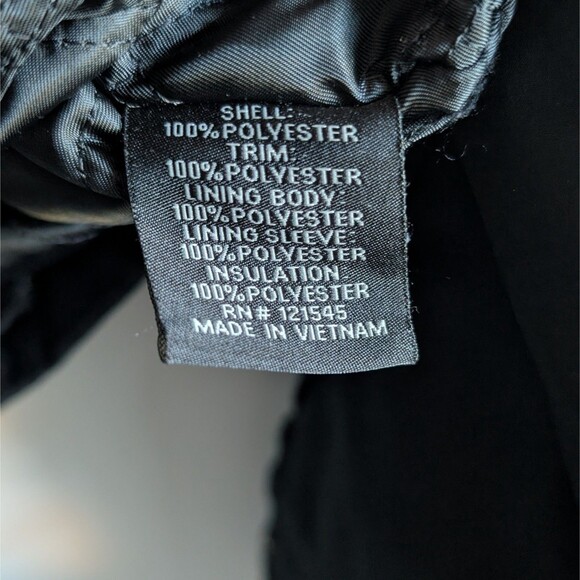 SHELL:
100%POLYESTER
TRIM:
100%POLYESTER
LINING BODY:
100%POLYESTER
LINING SLEEVE:
100%POLYESTER
INSULATION
100%POLYESTER
RN# 121545
MADE IN VIETNAM